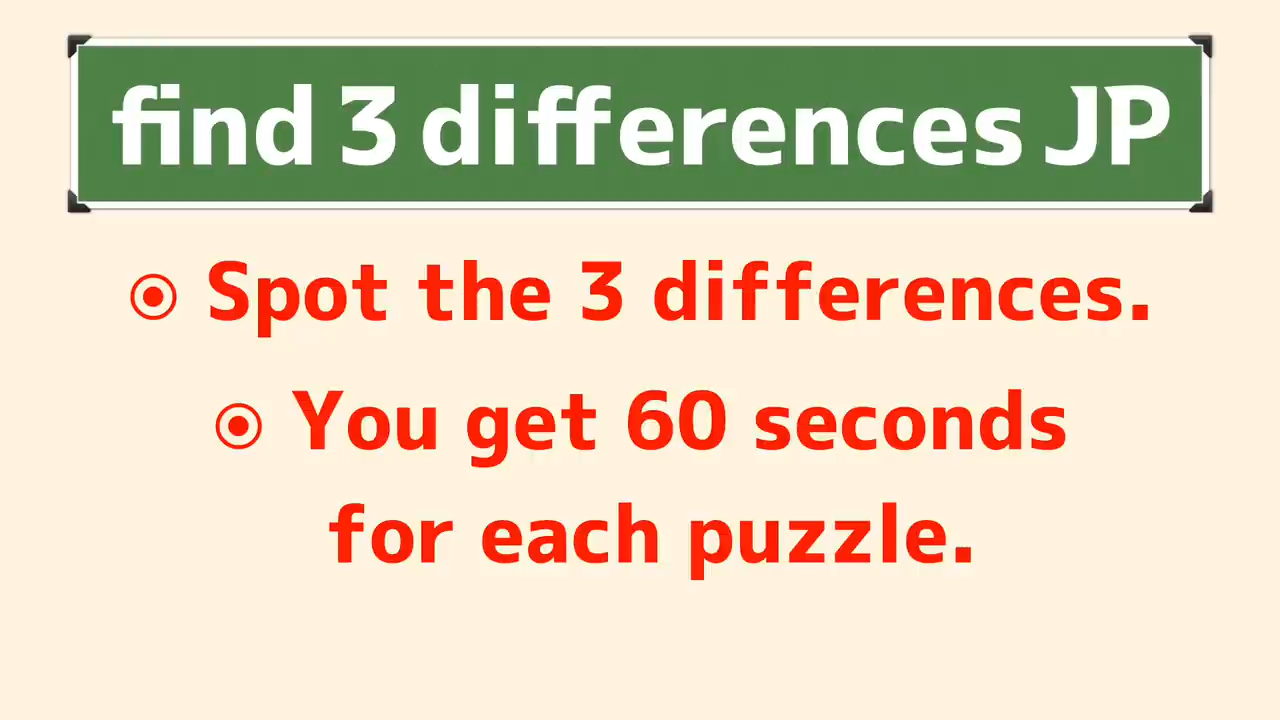 find 3 differences JP
◉ Spot the 3 differences.
◉ You get 60 seconds
for each puzzle.